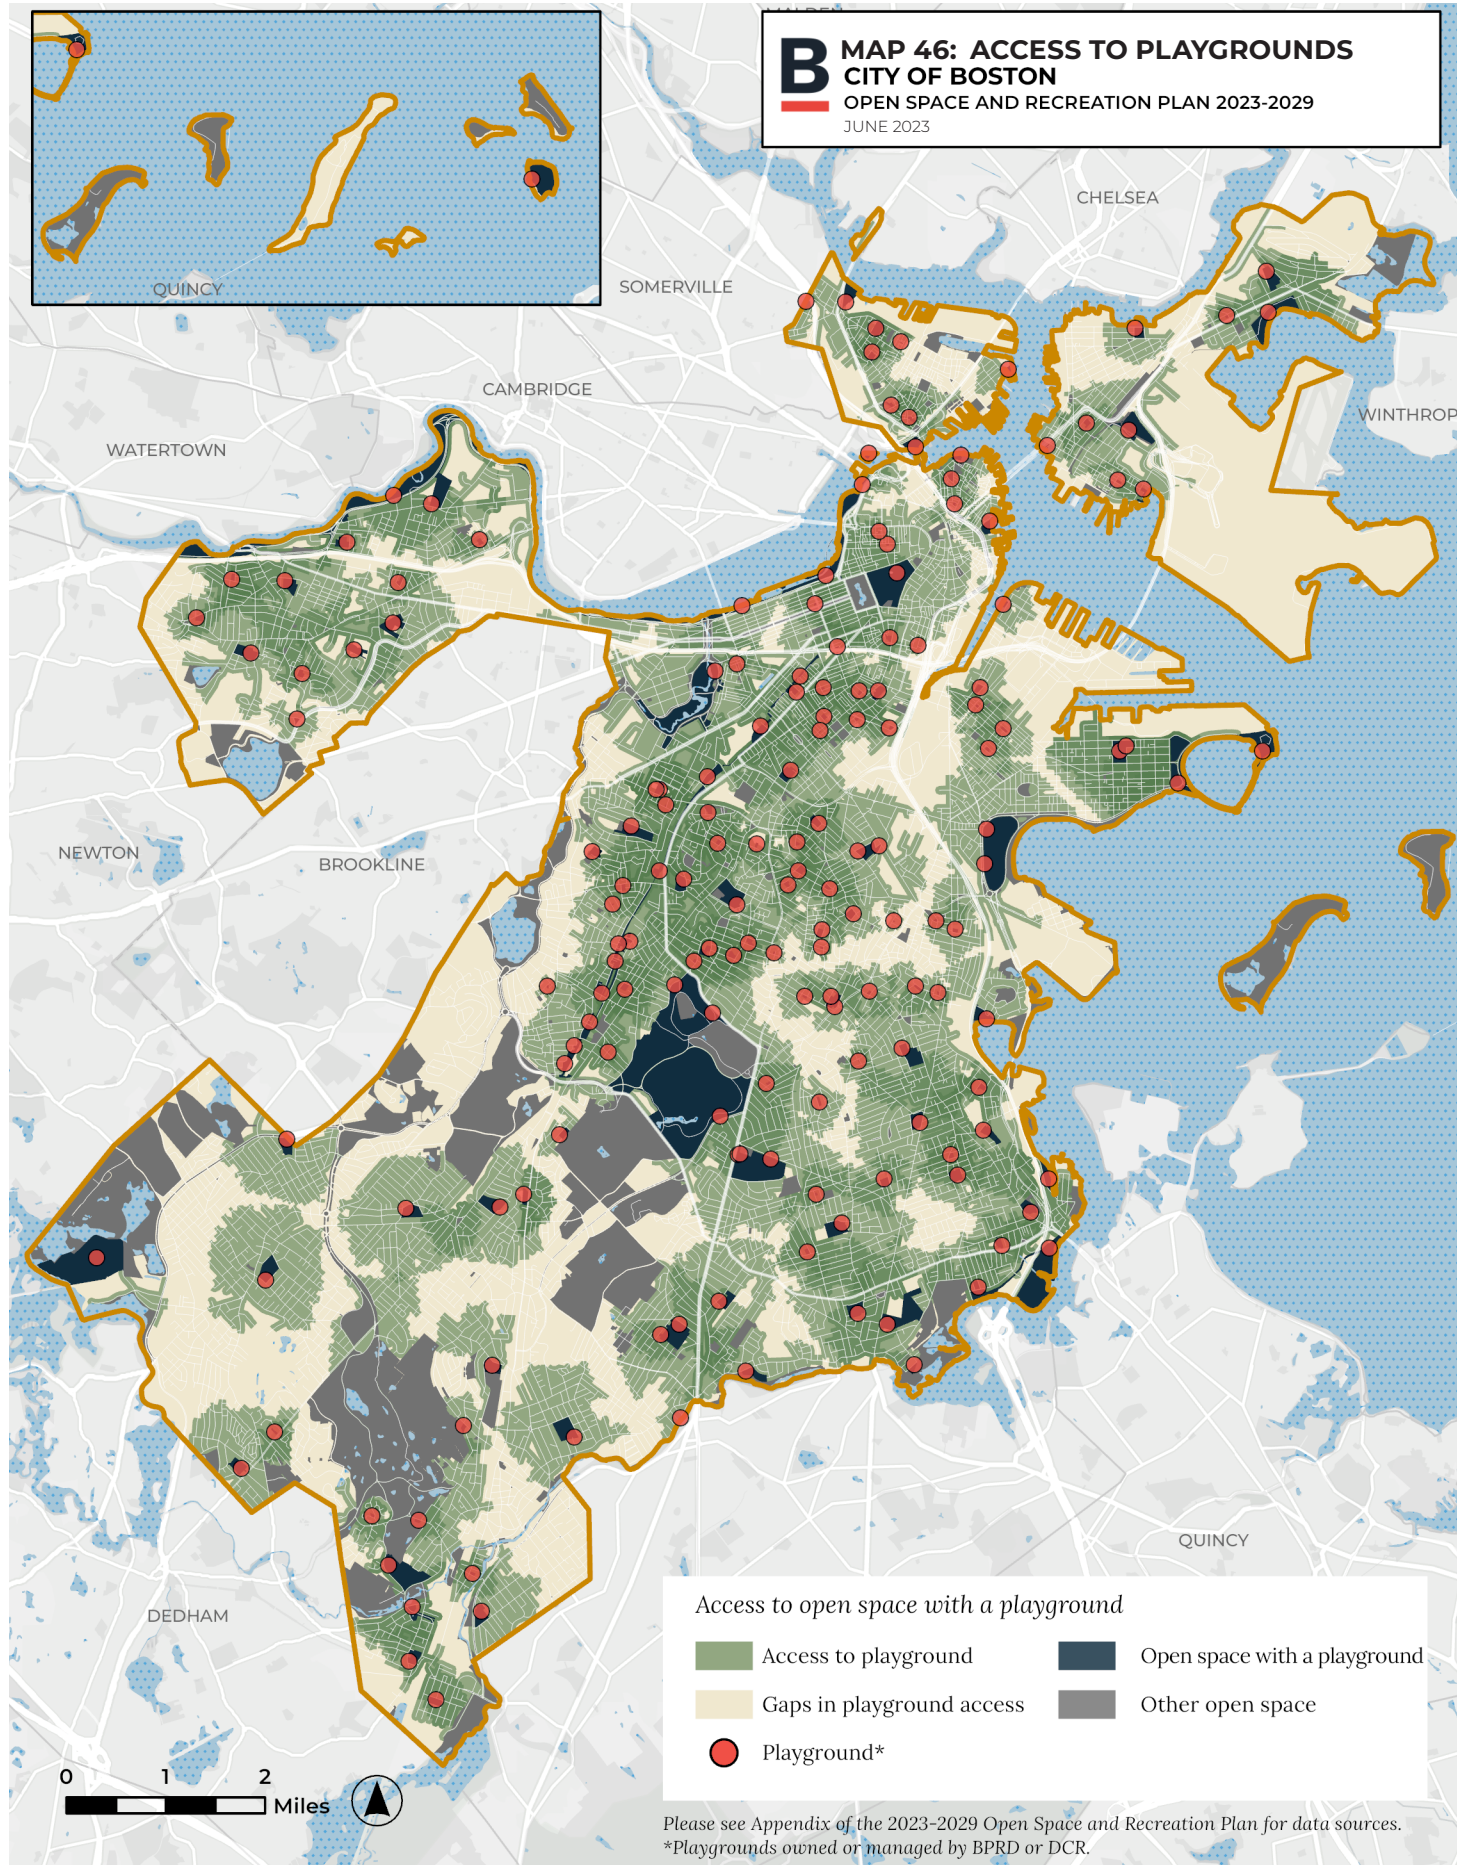 MALDEN
B
MAP 46: ACCESS TO PLAYGROUNDS
CITY OF BOSTON
OPEN SPACE AND RECREATION PLAN 2023-2029
JUNE 2023
CHELSEA
QUINCY
SOMERVILLE
CAMBRIDGE
WINTHROP
WATERTOWN
NEWTON
BROOKLINE
QUINCY
DEDHAM
Access to open space with a playground
Access to playground
Open space with a playground
Gaps in playground access
Other open space
Playground*
0 1 2
Miles
Please see Appendix of the 2023-2029 Open Space and Recreation Plan for data sources.
*Playgrounds owned or managed by BPRD or DCR.